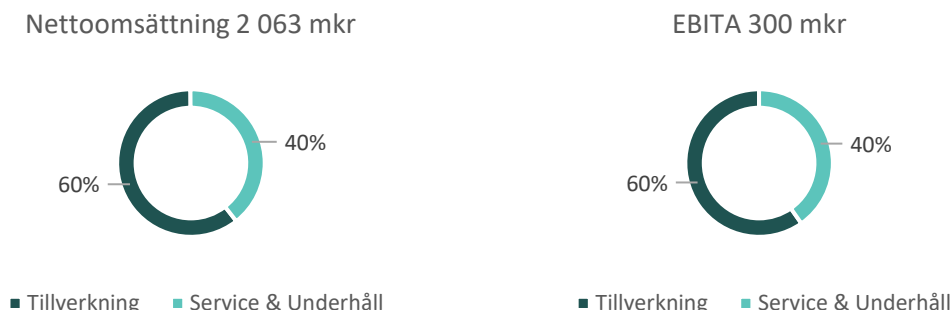 Nettoomsättning 2 063 mkr
40%
60%
Tillverkning
Service & Underhåll
EBITA 300 mkr
40%
60%
Tillverkning
Service & Underhåll